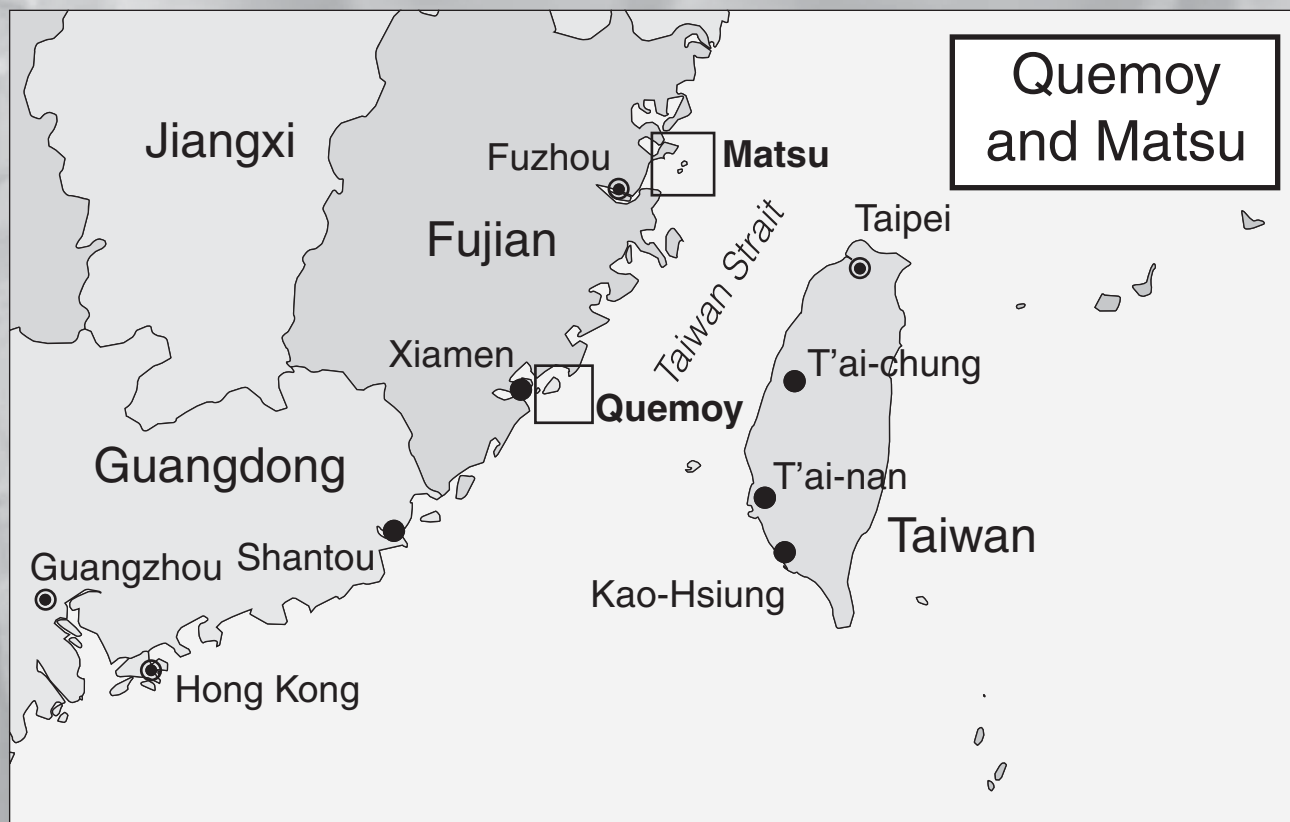 Quemoy
and Matsu
Jiangxi
Fuzhou
Matsu
Fujian
Taiwan Strait
Taipei
Xiamen
Quemoy
T'ai-chung
Guangdong
T'ai-nan
Taiwan
Shantou
Guangzhou
Kao-Hsiung
Hong Kong